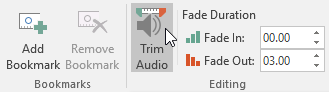 Add
Bookmark
Remove
Bookmark
Bookmarks
Trim
Audio
Fade Duration
Fade In: 00.00
Fade Out: 03.00
Editing